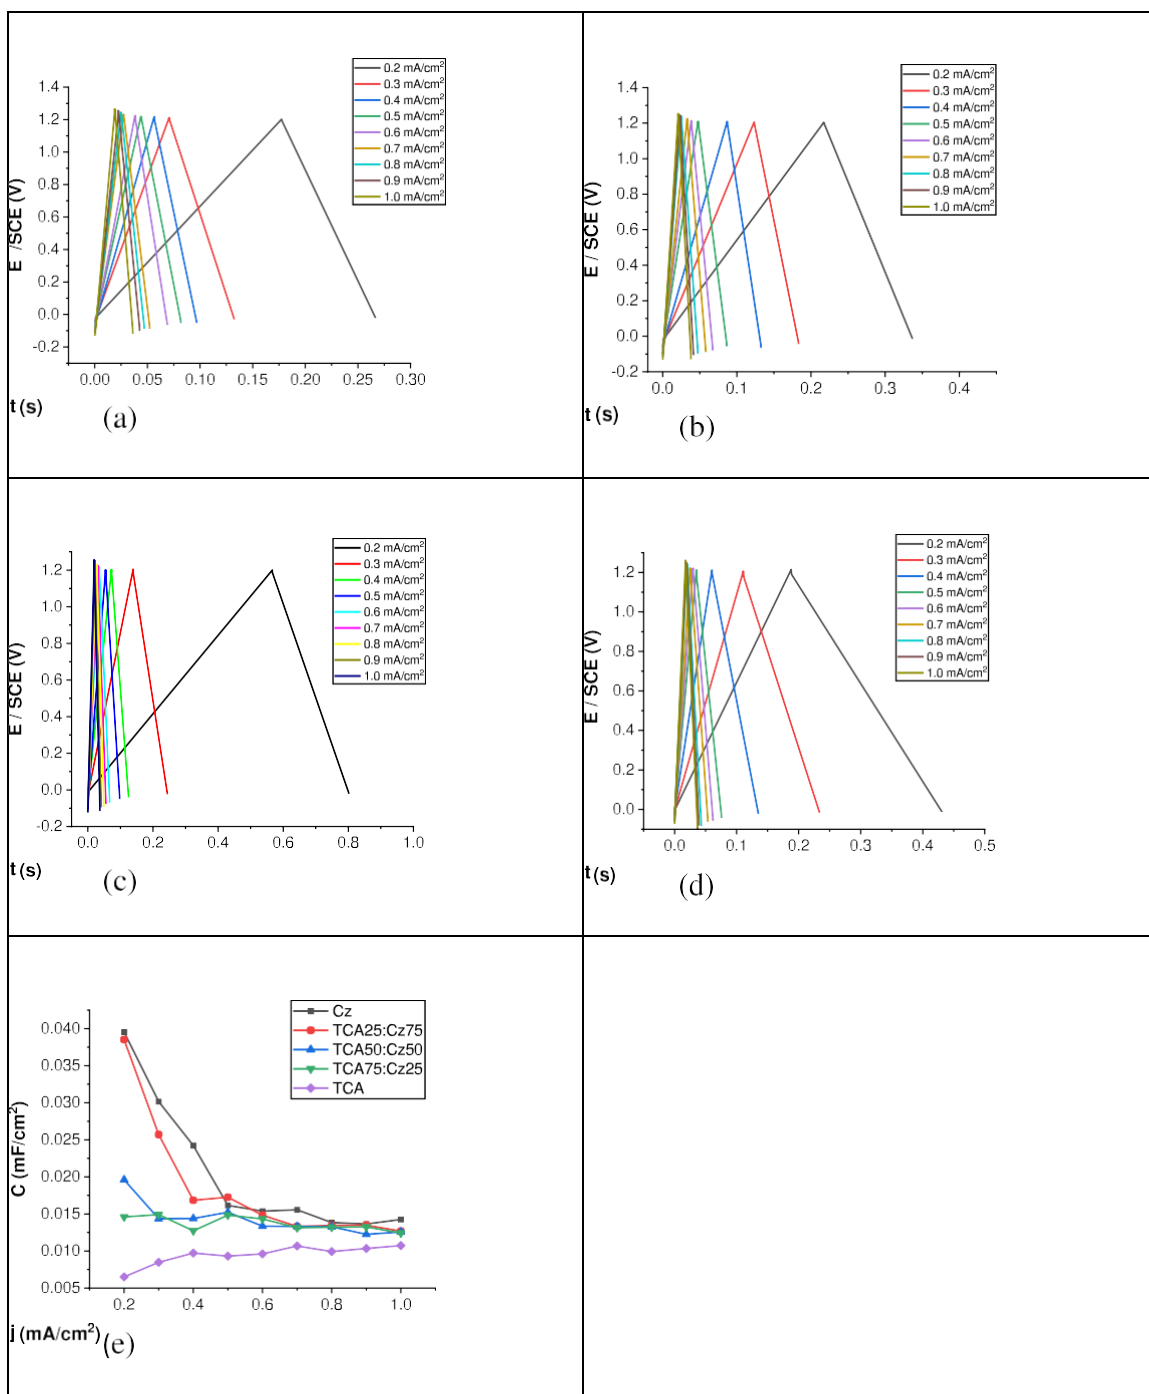 0.2 mA/cm²
0.3 mA/cm²
0.4 mA/cm²
0.5 mA/cm²
0.6 mA/cm²
0.7 mA/cm²
0.8 mA/cm²
0.9 mA/cm²
1.0 mA/cm²
1.4
1.2
1.0
0.8
0.6
0.4
0.2
0.0
-0.2
E /SCE (V)
0.00 0.05 0.10 0.15 0.20 0.25 0.30
t (s)
(a)
0.2 mA/cm²
0.3 mA/cm²
0.4 mA/cm²
0.5 mA/cm²
0.6 mA/cm²
0.7 mA/cm²
0.8 mA/cm²
0.9 mA/cm²
1.0 mA/cm²
1.4
1.2
1.0
0.8
0.6
0.4
0.2
0.0
-0.2
E / SCE (V)
0.0 0.1 0.2 0.3 0.4
t (s)
(b)
0.2 mA/cm²
0.3 mA/cm²
0.4 mA/cm²
0.5 mA/cm²
0.6 mA/cm²
0.7 mA/cm²
0.8 mA/cm²
0.9 mA/cm²
1.0 mA/cm²
1.2
1.0
0.8
0.6
0.4
0.2
0.0
-0.2
E / SCE (V)
0.0 0.2 0.4 0.6 0.8 1.0
t (s)
(c)
0.2 mA/cm²
0.3 mA/cm²
0.4 mA/cm²
0.5 mA/cm²
0.6 mA/cm²
0.7 mA/cm²
0.8 mA/cm²
0.9 mA/cm²
1.0 mA/cm²
1.2
1.0
0.8
0.6
0.4
0.2
0.0
E / SCE (V)
0.0 0.1 0.2 0.3 0.4 0.5
t (s)
(d)
Cz
TCA25:Cz75
TCA50:Cz50
TCA75:Cz25
TCA
0.040
0.035
0.030
0.025
0.020
0.015
0.010
0.005
C (mF/cm²)
0.2 0.4 0.6 0.8 1.0
j (mA/cm²)
(e)